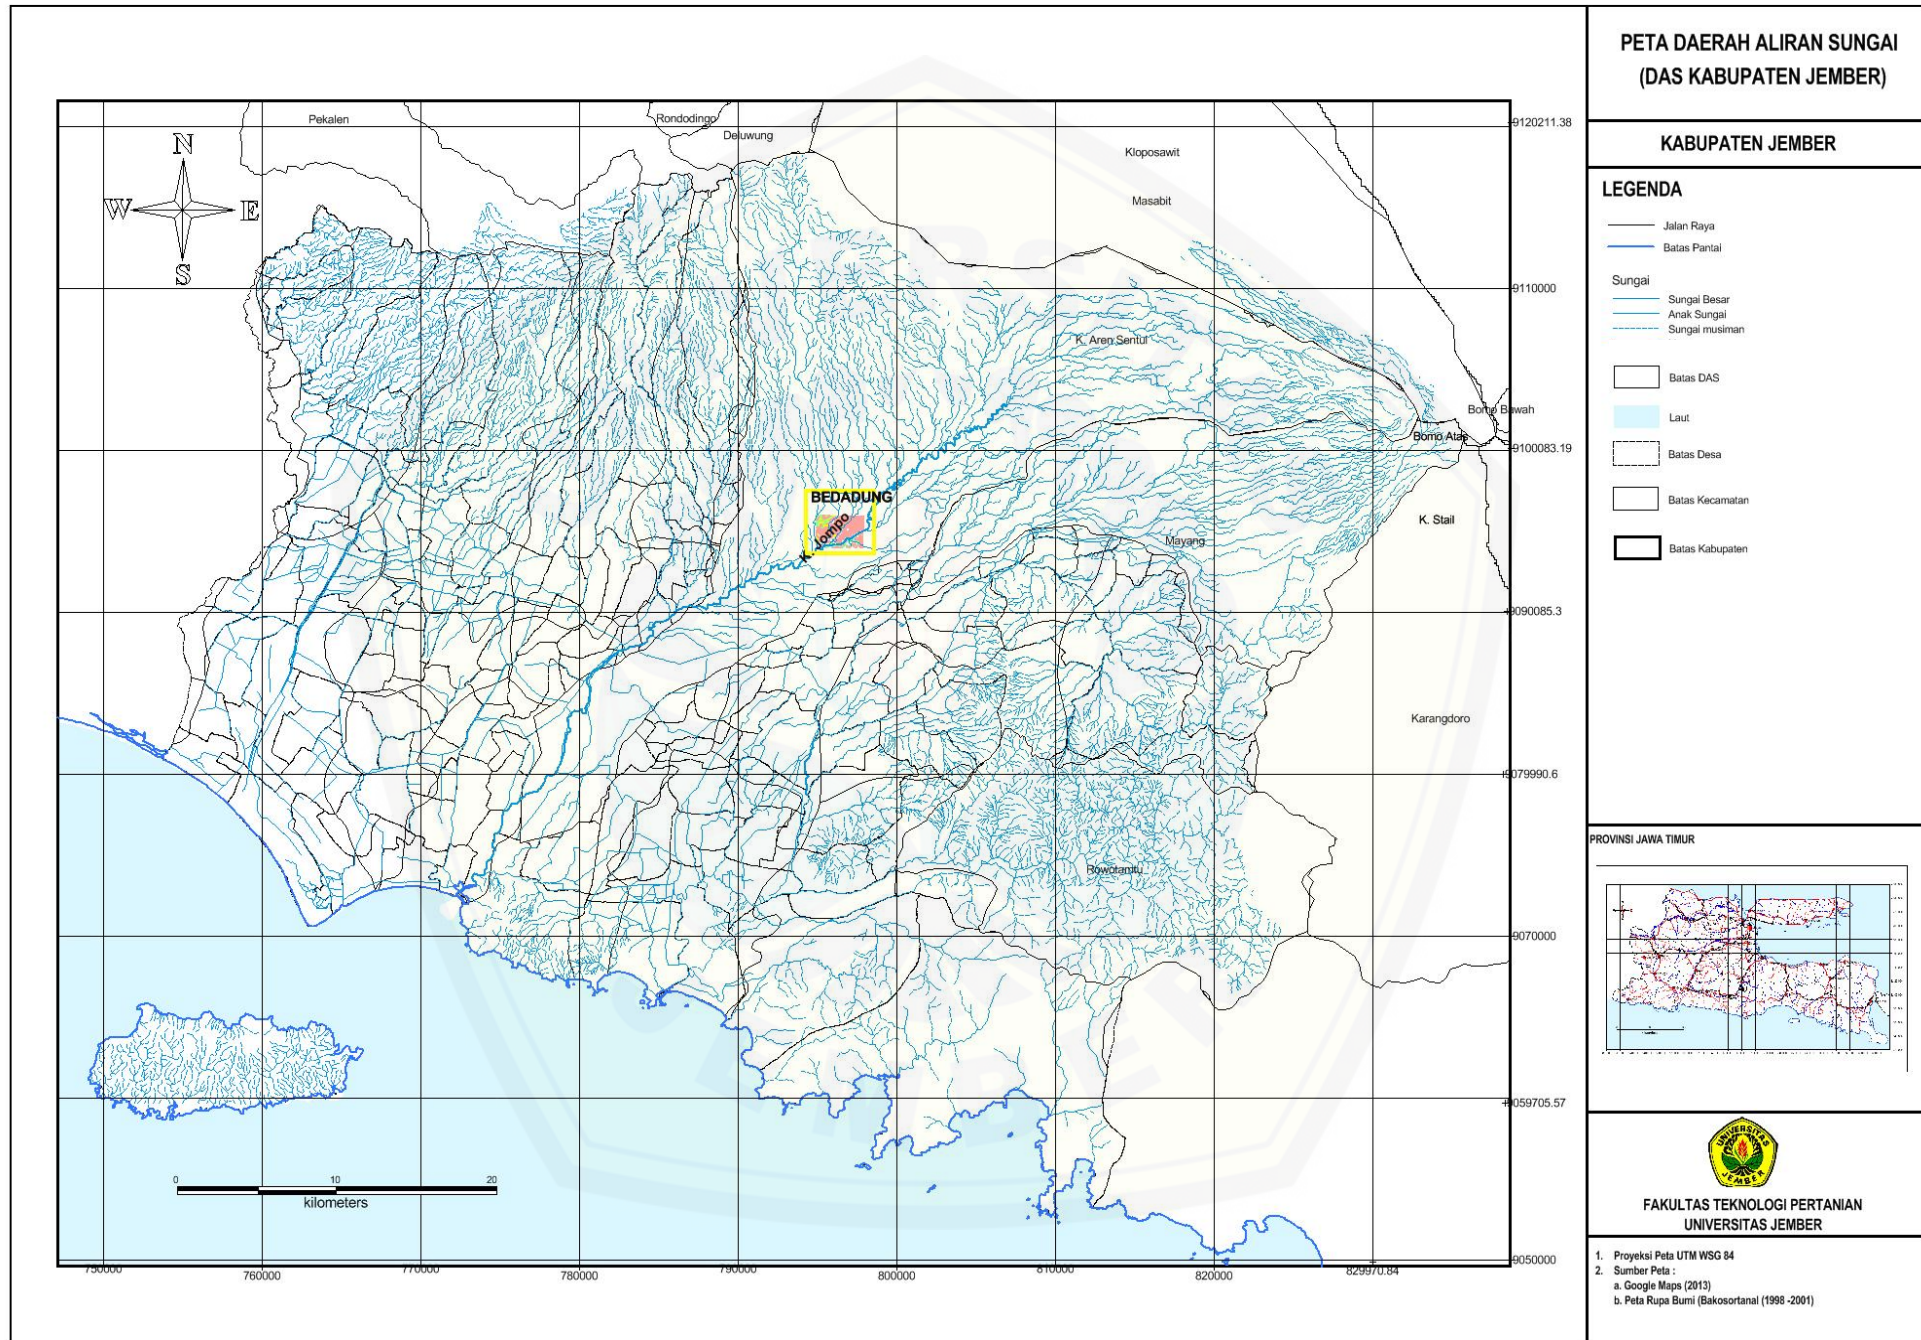 PETA DAERAH ALIRAN SUNGAI
(DAS KABUPATEN JEMBER)
KABUPATEN JEMBER
LEGENDA
Jalan Raya
Batas Pantai
Sungai
Sungai Besar
Anak Sungai
Sungai musiman
Batas DAS
Laut
Batas Desa
Batas Kecamatan
Batas Kabupaten
PROVINSI JAWA TIMUR
UNIVERSITAS
JEMBER
FAKULTAS TEKNOLOGI PERTANIAN
UNIVERSITAS JEMBER
1. Proyeksi Peta UTM WSG 84
2. Sumber Peta :
a. Google Maps (2013)
b. Peta Rupa Bumi (Bakosortanal (1998 -2001)
N
W E
S
Pekalen
Rondodingo
Deluwung
Kloposawit
Masabit
K. Aren Sentul
Bomo Bawah
Bomo Atas
BEDADUNG
K. Jompo
K. Stail
Mayang
Karangdoro
Rowotamtu
9120211.38
9110000
9100083.19
9090085.3
9079990.6
9070000
9059705.57
9050000
0 10 20
kilometers
750000 760000 770000 780000 790000 800000 810000 820000 829970.84